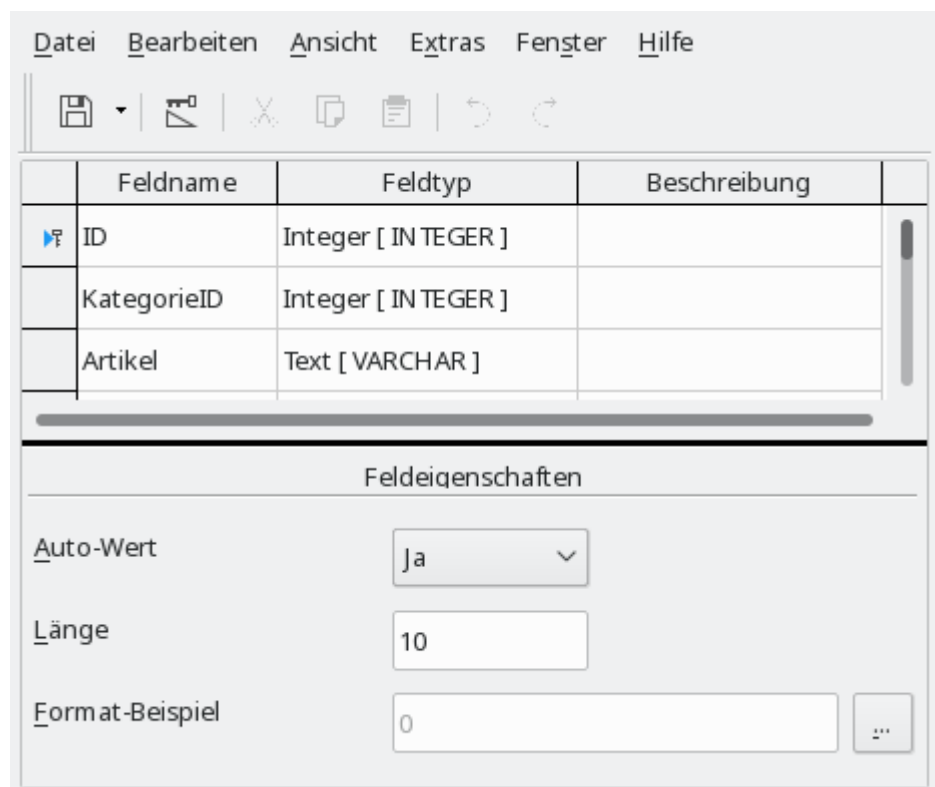 Datei Bearbeiten Ansicht Extras Fenster Hilfe
Feldname Feldtyp Beschreibung
ID Integer [ INTEGER ]
KategorieID Integer [ INTEGER ]
Artikel Text [ VARCHAR ]
Feldeigenschaften
Auto-Wert Ja
Länge 10
Format-Beispiel 0 ...